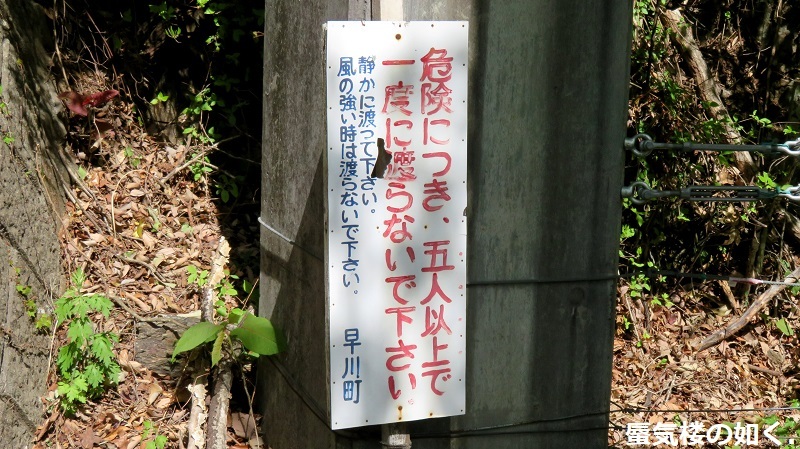 危険につき、五人以上で
一度に渡らないで下さい。
静かに渡って下さい。
風の強い時は渡らないで下さい。
早川町
蜃気楼の如く.